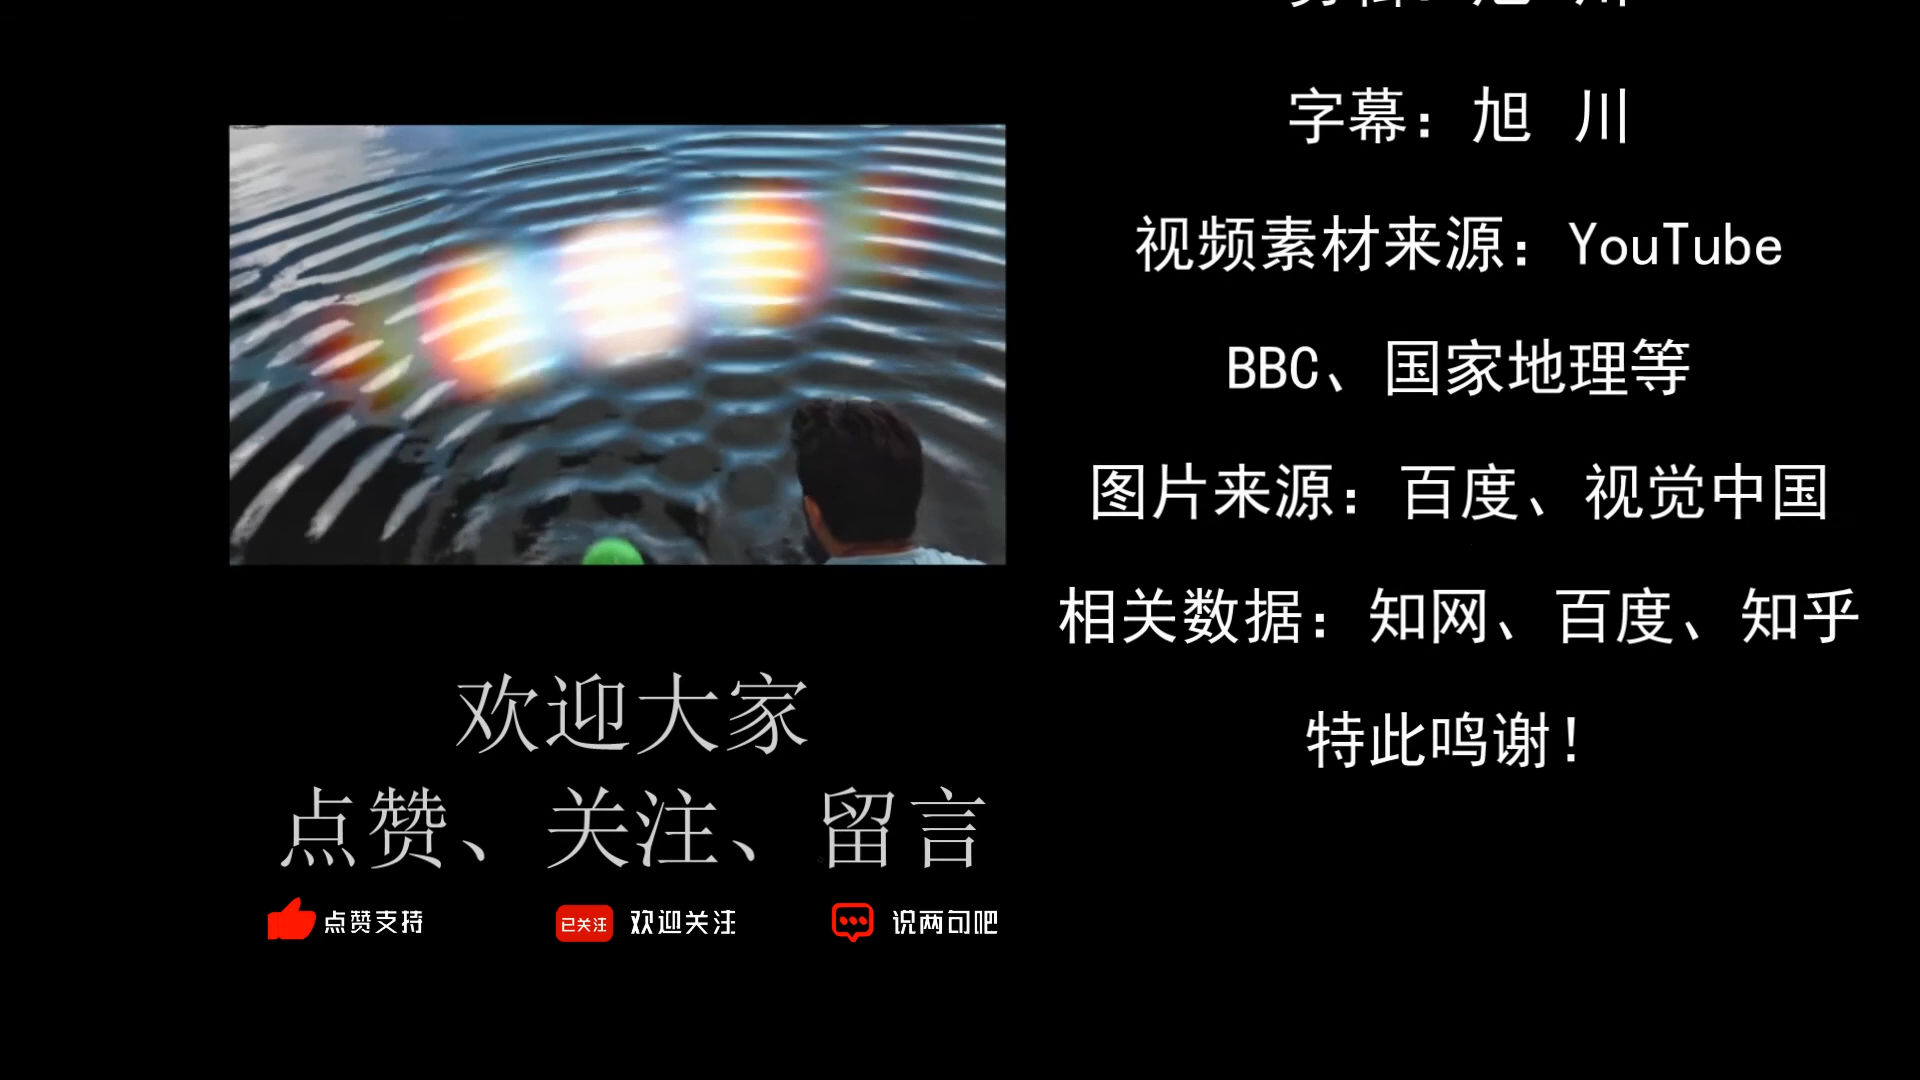 字幕：旭 川
视频素材来源：YouTube
BBC、国家地理等
图片来源：百度、视觉中国
相关数据：知网、百度、知乎
特此鸣谢！
欢迎大家
点赞、关注、留言
点赞支持
已关注 欢迎关注
说两句吧